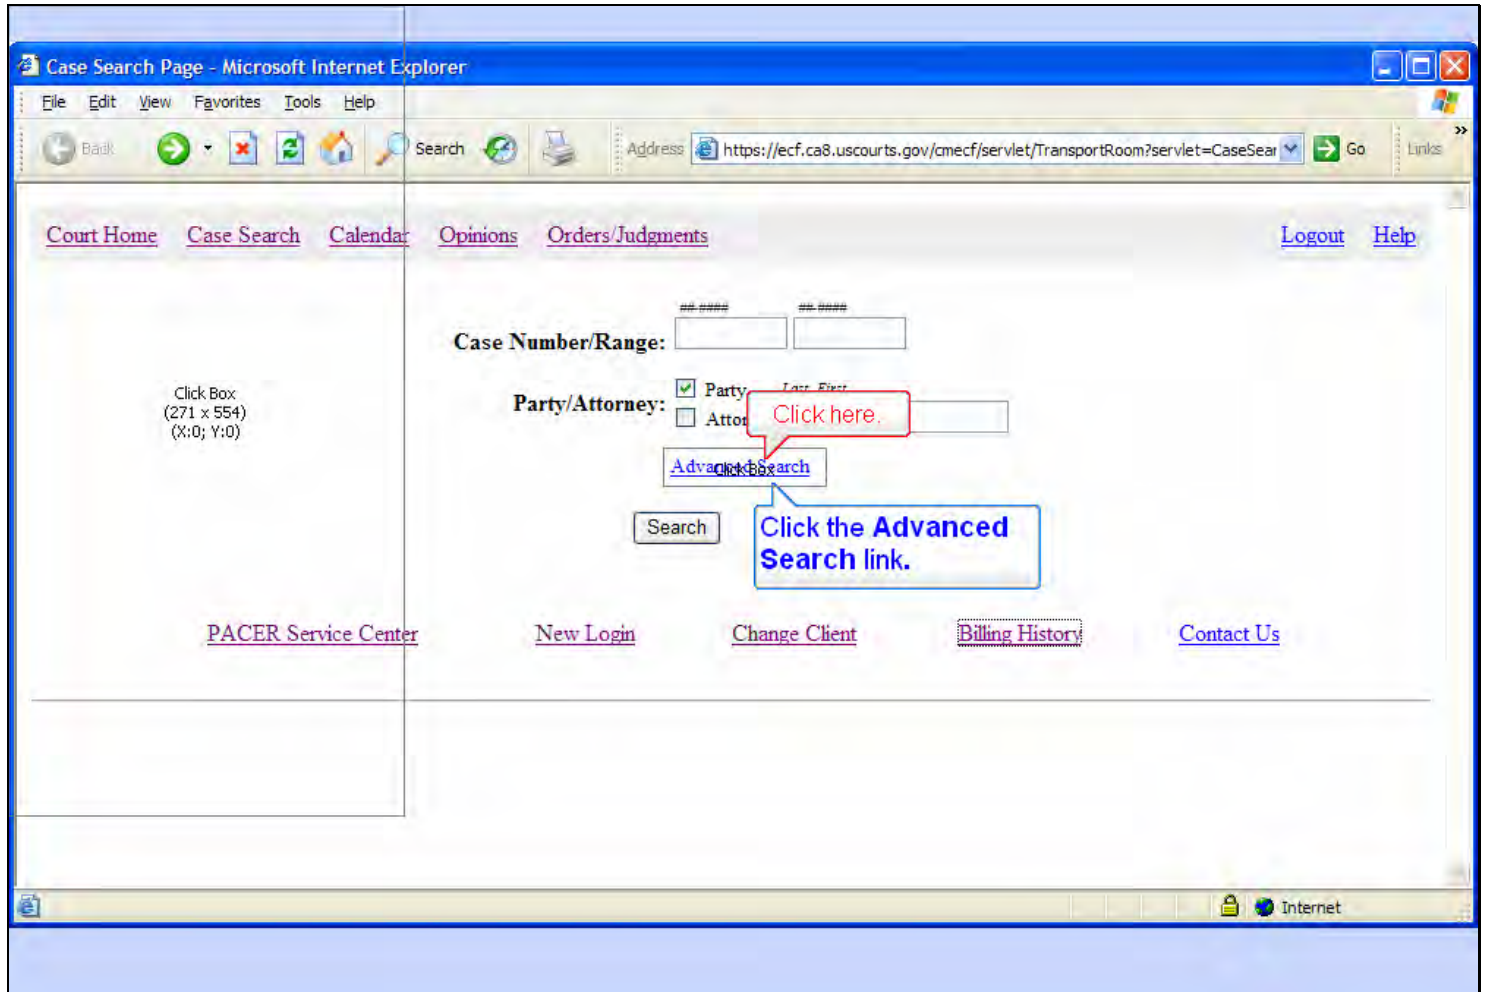 Case Search Page - Microsoft Internet Explorer
File Edit View Favorites Tools Help
Back Search Address https://ecf.ca8.uscourts.gov/cmecf/servlet/TransportRoom?servlet=CaseSear Go Links »
Court Home Case Search Calendar Opinions Orders/Judgments Logout Help
##-#### ##-####
Case Number/Range:
Party/Attorney: Party Last, First
Attor
Click here.
Click Box
(271 x 554)
(X:0; Y:0)
Advanced Search
Click Box
Search
Click the Advanced
Search link.
PACER Service Center New Login Change Client Billing History Contact Us
Internet